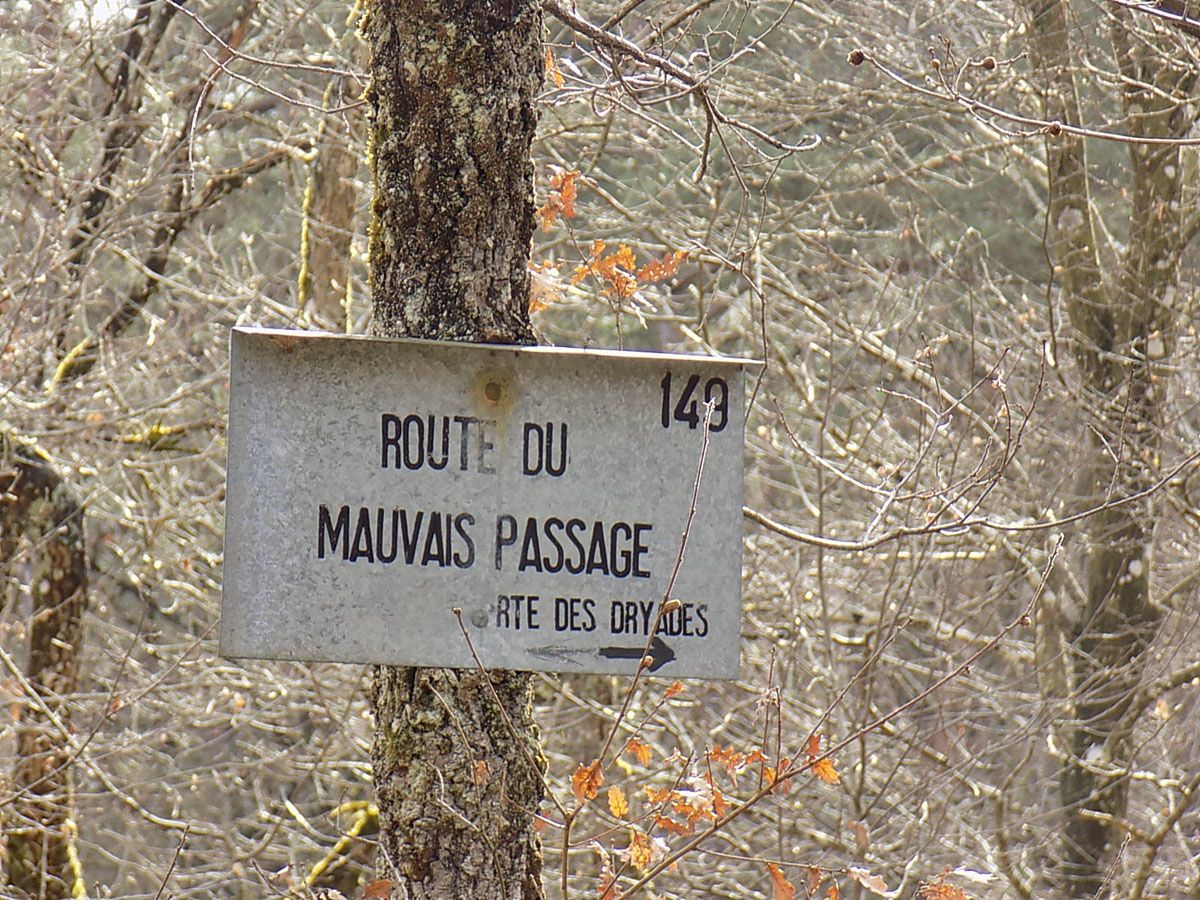 149
ROUTE DU
MAUVAIS PASSAGE
RTE DES DRYADES